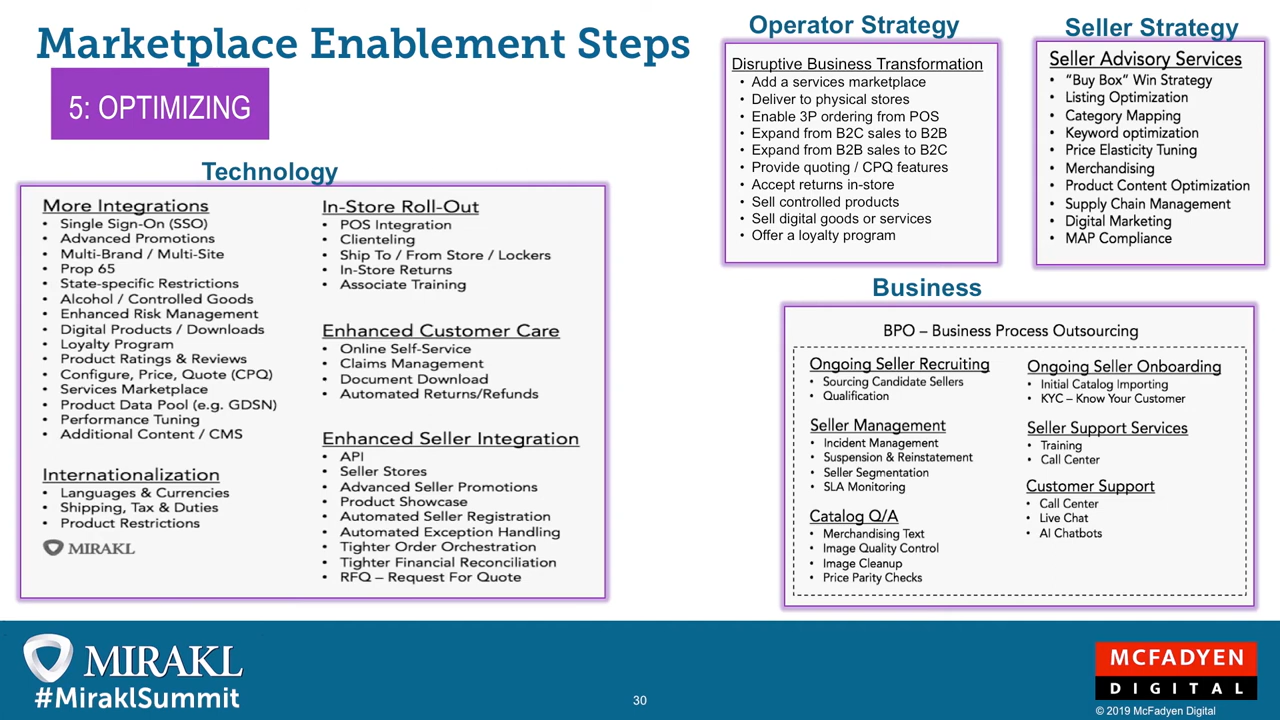 Marketplace Enablement Steps
5: OPTIMIZING
Technology
More Integrations
• Single Sign-On (SSO)
• Advanced Promotions
• Multi-Brand / Multi-Site
• Prop 65
• State-specific Restrictions
• Alcohol / Controlled Goods
• Enhanced Risk Management
• Digital Products / Downloads
• Loyalty Program
• Product Ratings & Reviews
• Configure, Price, Quote (CPQ)
• Services Marketplace
• Product Data Pool (e.g. GDSN)
• Performance Tuning
• Additional Content / CMS
Internationalization
• Languages & Currencies
• Shipping, Tax & Duties
• Product Restrictions
MIRAKL
In-Store Roll-Out
• POS Integration
• Clienteling
• Ship To / From Store / Lockers
• In-Store Returns
• Associate Training
Enhanced Customer Care
• Online Self-Service
• Claims Management
• Document Download
• Automated Returns/Refunds
Enhanced Seller Integration
• API
• Seller Stores
• Advanced Seller Promotions
• Product Showcase
• Automated Seller Registration
• Automated Exception Handling
• Tighter Order Orchestration
• Tighter Financial Reconciliation
• RFQ – Request For Quote
Operator Strategy
Disruptive Business Transformation
• Add a services marketplace
• Deliver to physical stores
• Enable 3P ordering from POS
• Expand from B2C sales to B2B
• Expand from B2B sales to B2C
• Provide quoting / CPQ features
• Accept returns in-store
• Sell controlled products
• Sell digital goods or services
• Offer a loyalty program
Seller Strategy
Seller Advisory Services
• “Buy Box” Win Strategy
• Listing Optimization
• Category Mapping
• Keyword optimization
• Price Elasticity Tuning
• Merchandising
• Product Content Optimization
• Supply Chain Management
• Digital Marketing
• MAP Compliance
Business
BPO – Business Process Outsourcing
Ongoing Seller Recruiting
• Sourcing Candidate Sellers
• Qualification
Seller Management
• Incident Management
• Suspension & Reinstatement
• Seller Segmentation
• SLA Monitoring
Catalog Q/A
• Merchandising Text
• Image Quality Control
• Image Cleanup
• Price Parity Checks
Ongoing Seller Onboarding
• Initial Catalog Importing
• KYC – Know Your Customer
Seller Support Services
• Training
• Call Center
Customer Support
• Call Center
• Live Chat
• AI Chatbots
MIRAKL
#MiraklSummit
30
MCFADYEN
DIGITAL
© 2019 McFadyen Digital